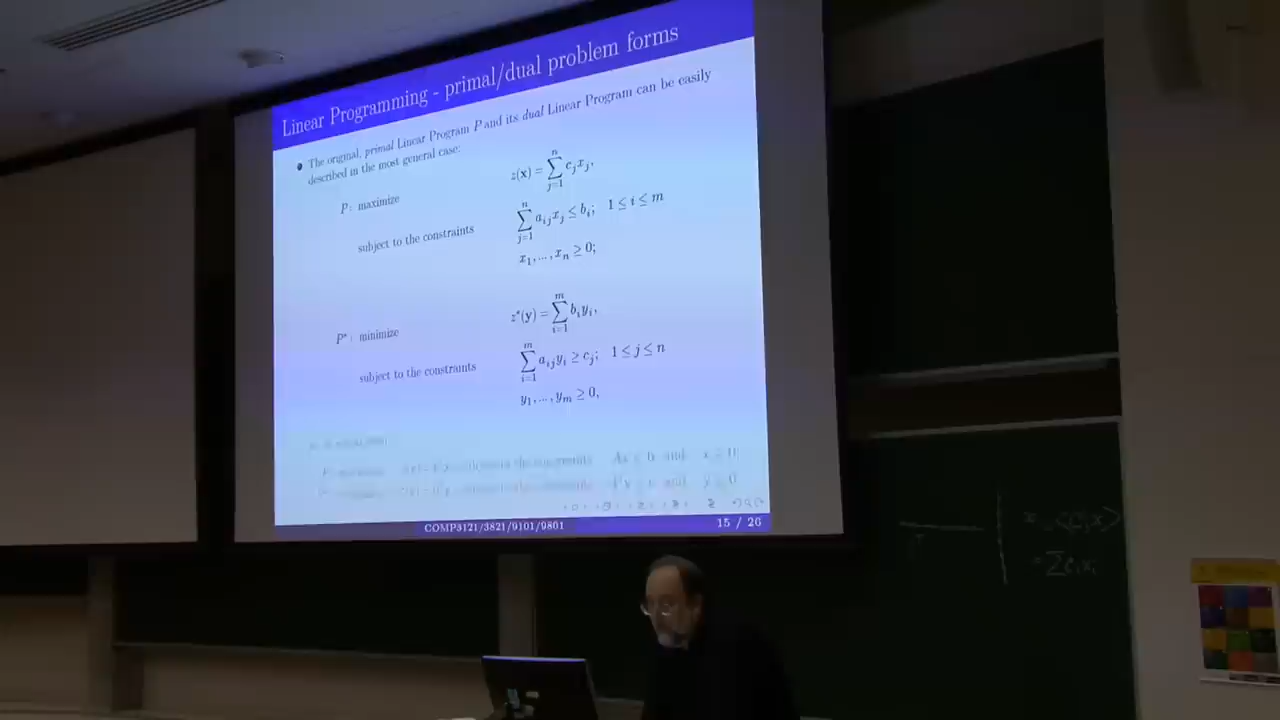 Linear Programming - primal/dual problem forms
• The original, primal Linear Program P and its dual Linear Program can be easily
described in the most general case:
P : maximize z(x) = ∑_{j=1}^{n} c_j x_j,
subject to the constraints ∑_{j=1}^{n} a_{ij} x_j ≤ b_i; 1 ≤ i ≤ m
x_1, ..., x_n ≥ 0;
P* : minimize z*(y) = ∑_{i=1}^{m} b_i y_i,
subject to the constraints ∑_{i=1}^{m} a_{ij} y_i ≥ c_j; 1 ≤ j ≤ n
y_1, ..., y_m ≥ 0,
COMP3121/3821/9101/9801 15 / 26
= ∑ c_i x_i